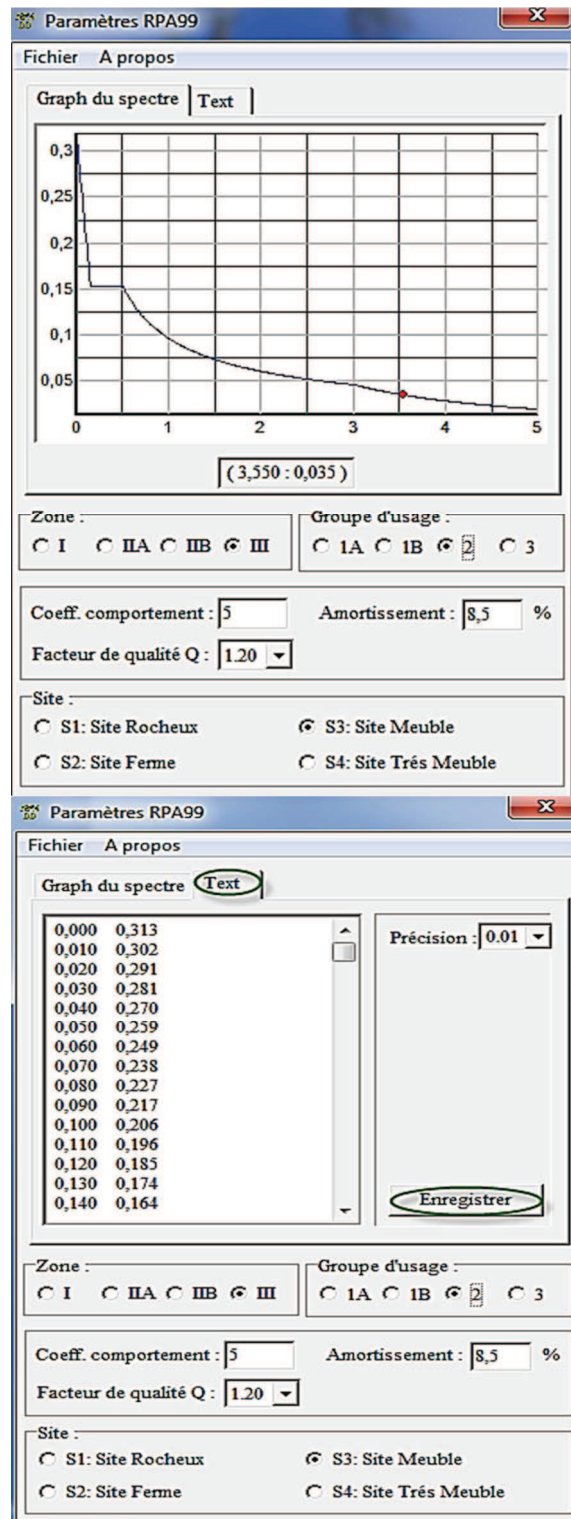 Paramètres RPA99
Fichier A propos
Graph du spectre Text
0,3
0,25
0,2
0,15
0,1
0,05
0 1 2 3 4 5
( 3,550 : 0,035 )
Zone : Groupe d'usage :
I IIA IIB III 1A 1B 2 3
Coeff. comportement : 5 Amortissement : 8,5 %
Facteur de qualité Q : 1.20
Site :
S1: Site Rocheux S3: Site Meuble
S2: Site Ferme S4: Site Trés Meuble
Paramètres RPA99
Fichier A propos
Graph du spectre Text
0,000 0,313
Précision : 0.01
0,010 0,302
0,020 0,291
0,030 0,281
0,040 0,270
0,050 0,259
0,060 0,249
0,070 0,238
0,080 0,227
0,090 0,217
0,100 0,206
0,110 0,196
0,120 0,185
0,130 0,174
0,140 0,164
Enregistrer
Zone : Groupe d'usage :
I IIA IIB III 1A 1B 2 3
Coeff. comportement : 5 Amortissement : 8,5 %
Facteur de qualité Q : 1.20
Site :
S1: Site Rocheux S3: Site Meuble
S2: Site Ferme S4: Site Trés Meuble